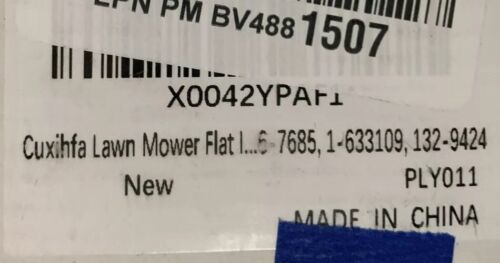 LPN PM BV488 1507
X0042YPAF1
Cuxihfa Lawn Mower Flat I...6-7685, 1-633109, 132-9424
New
PLY011
MADE IN CHINA